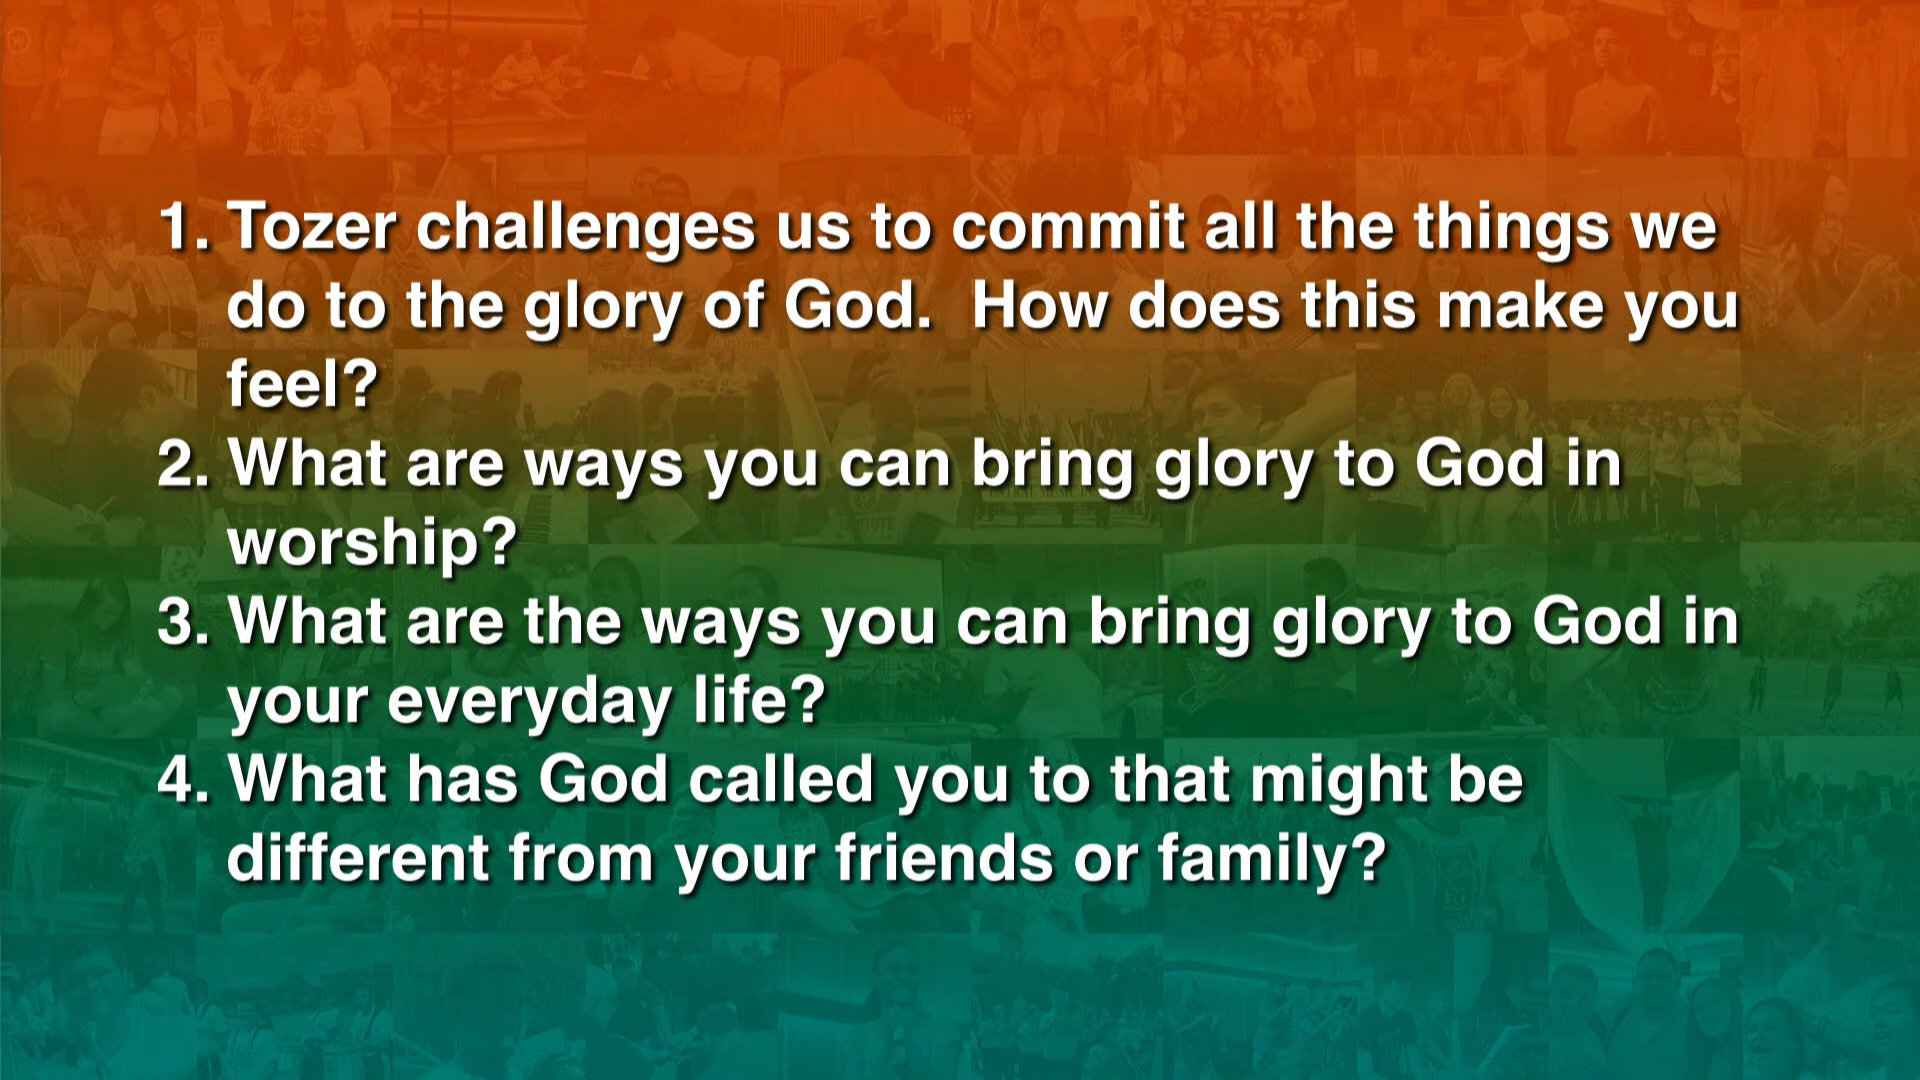 1. Tozer challenges us to commit all the things we
do to the glory of God.  How does this make you
feel?
2. What are ways you can bring glory to God in
worship?
3. What are the ways you can bring glory to God in
your everyday life?
4. What has God called you to that might be
different from your friends or family?